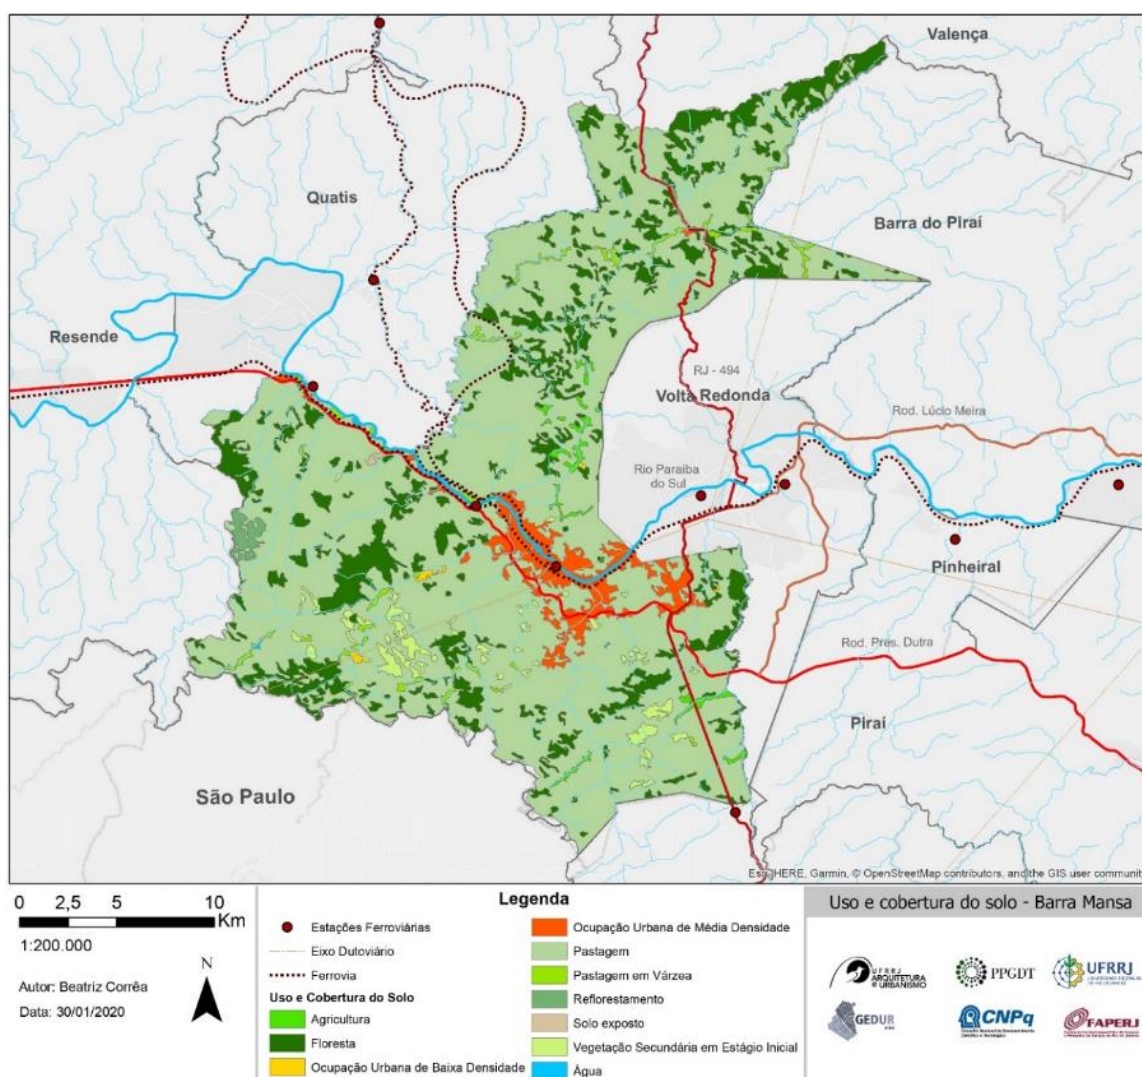 Valença
Quatis
Barra do Piraí
Resende
RJ - 494
Volta Redonda
Rod. Lúcio Meira
Rio Paraíba
do Sul
Pinheiral
Rod. Pres. Dutra
Piraí
São Paulo
Esri, HERE, Garmin, © OpenStreetMap contributors, and the GIS user community
0 2,5 5 10
Km
1:200.000
N
Autor: Beatriz Corrêa
Data: 30/01/2020
Legenda
Estações Ferroviárias
Eixo Dutoviário
Ferrovia
Uso e Cobertura do Solo
Agricultura
Floresta
Ocupação Urbana de Baixa Densidade
Ocupação Urbana de Média Densidade
Pastagem
Pastagem em Várzea
Reflorestamento
Solo exposto
Vegetação Secundária em Estágio Inicial
Água
Uso e cobertura do solo - Barra Mansa
UFRRJ
ARQUITETURA
e URBANISMO
PPGDT
UFRRJ
GEDUR
CNPq
FAPERJ